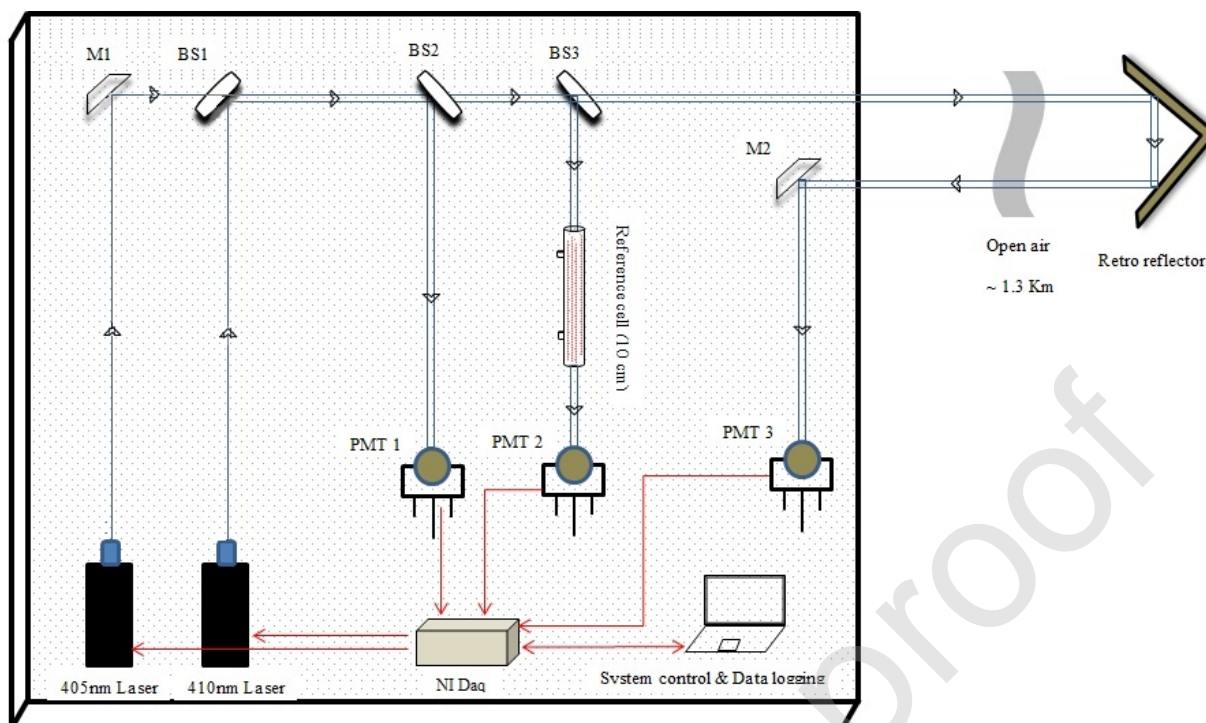 M1
BS1
BS2
BS3
M2
Open air
~ 1.3 Km
Retro reflector
Reference cell (10 cm)
PMT 1
PMT 2
PMT 3
405nm Laser
410nm Laser
NI Daq
System control & Data logging
proof